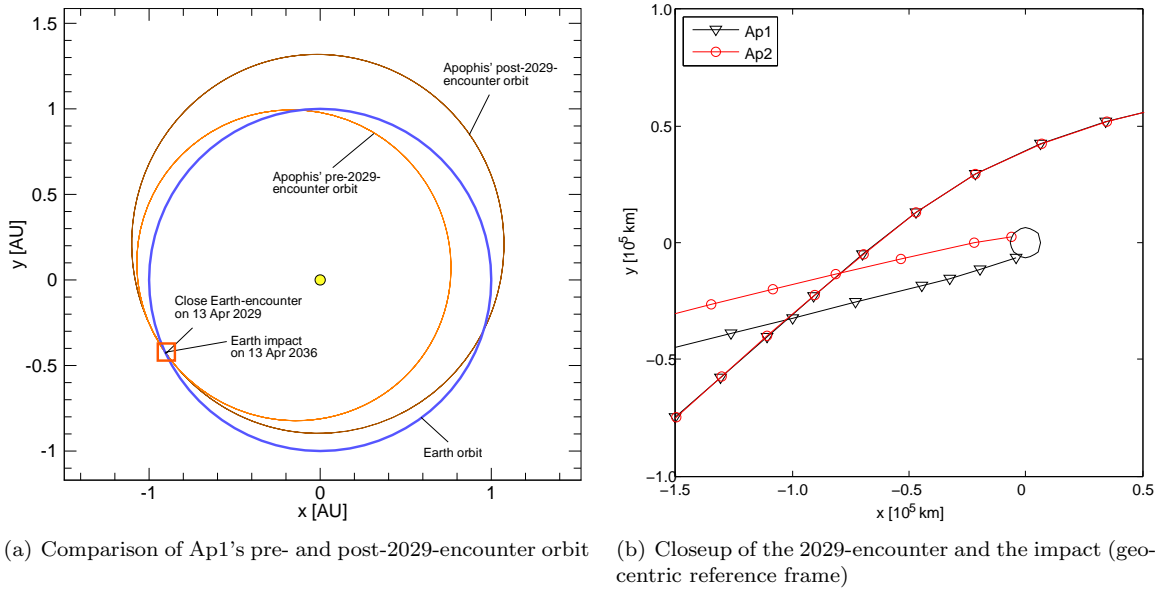 1.5
1
0.5
0
-0.5
-1
y [AU]
-1
0
1
x [AU]
Apophis' post-2029-
encounter orbit
Apophis' pre-2029-
encounter orbit
Close Earth-encounter
on 13 Apr 2029
Earth impact
on 13 Apr 2036
Earth orbit
(a) Comparison of Ap1's pre- and post-2029-encounter orbit
1.0
0.5
0
−0.5
−1.0
y [10⁵ km]
−1.5
−1.0
−0.5
0
0.5
x [10⁵ km]
Ap1
Ap2
(b) Closeup of the 2029-encounter and the impact (geo-
centric reference frame)